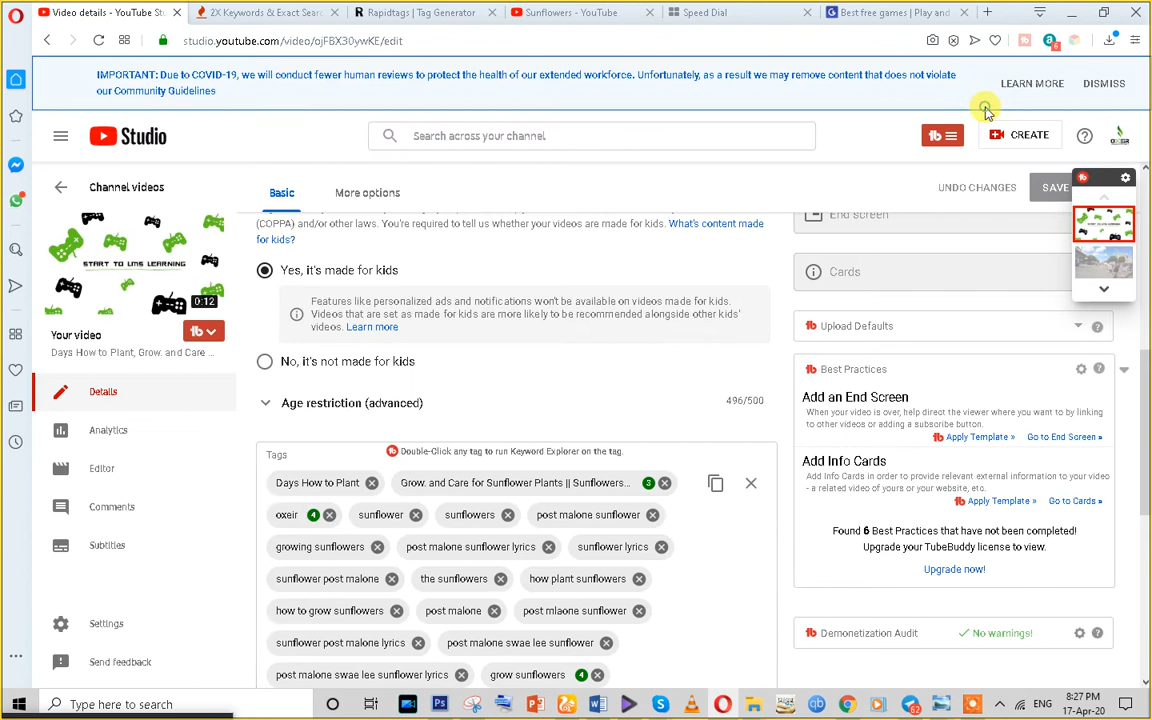 Video details - YouTube Stu
2X Keywords & Exact Searc
Rapidtags | Tag Generator
Sunflowers - YouTube
Speed Dial
Best free games | Play and
studio.youtube.com/video/ojFBX30ywKE/edit
6
IMPORTANT: Due to COVID-19, we will conduct fewer human reviews to protect the health of our extended workforce. Unfortunately, as a result we may remove content that does not violate
our Community Guidelines
LEARN MORE
DISMISS
Studio
Search across your channel
CREATE
OXEIR
Channel videos
Basic
More options
UNDO CHANGES
SAVE
START TO LMS LEARNING
0:12
Your video
Days How to Plant, Grow. and Care ...
Details
Analytics
Editor
Comments
Subtitles
Settings
Send feedback
(COPPA) and/or other laws. You're required to tell us whether your videos are made for kids. What's content made
for kids?
Yes, it's made for kids
Features like personalized ads and notifications won't be available on videos made for kids.
Videos that are set as made for kids are more likely to be recommended alongside other kids'
videos. Learn more
No, it's not made for kids
Age restriction (advanced)
496/500
Tags
Double-Click any tag to run Keyword Explorer on the tag.
Days How to Plant
Grow. and Care for Sunflower Plants || Sunflowers... 3
oxeir 4
sunflower
sunflowers
post malone sunflower
growing sunflowers
post malone sunflower lyrics
sunflower lyrics
sunflower post malone
the sunflowers
how plant sunflowers
how to grow sunflowers
post malone
post mlaone sunflower
sunflower post malone lyrics
post malone swae lee sunflower
post malone swae lee sunflower lyrics
grow sunflowers 4
End screen
Cards
Upload Defaults
Best Practices
Add an End Screen
When your video is over, help direct the viewer where you want to by linking
to other videos or adding a subscribe button.
Apply Template »
Go to End Screen »
Add Info Cards
Add Info Cards in order to provide relevant external information to your video
- a related video of yours or your website, etc.
Apply Template »
Go to Cards »
Found 6 Best Practices that have not been completed!
Upgrade your TubeBuddy license to view.
Upgrade now!
Demonetization Audit
No warnings!
Type here to search
62
ENG
8:27 PM
17-Apr-20